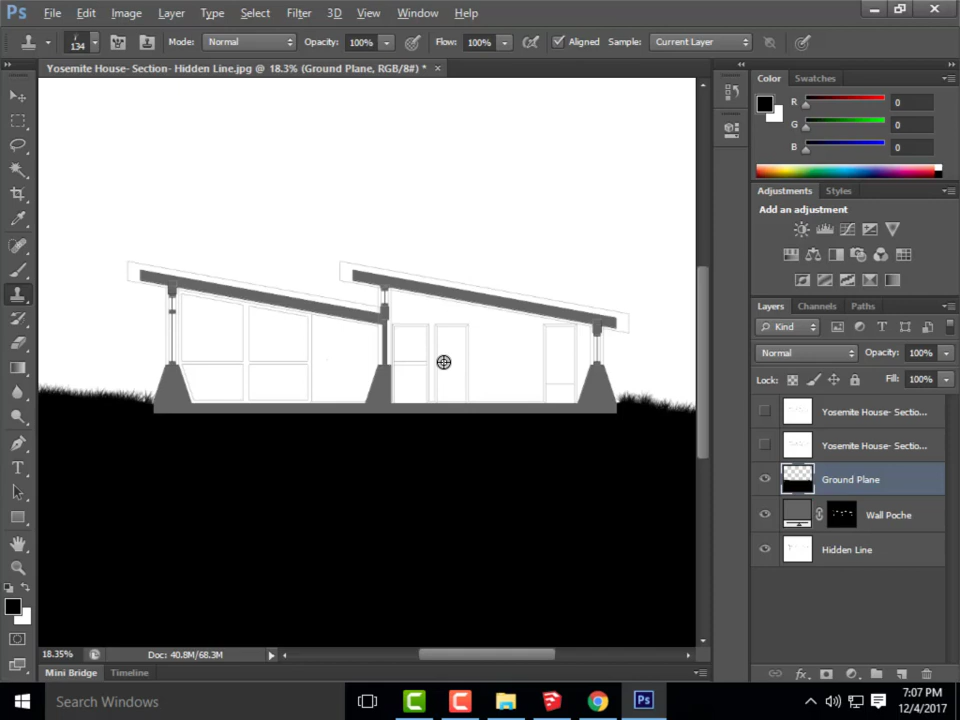 Ps File Edit Image Layer Type Select Filter 3D View Window Help
134 Mode: Normal Opacity: 100% Flow: 100% Aligned Sample: Current Layer
Yosemite House- Section- Hidden Line.jpg @ 18.3% (Ground Plane, RGB/8#) *
Color Swatches
R 0
G 0
B 0
Adjustments Styles
Add an adjustment
Layers Channels Paths
Kind
Normal Opacity: 100%
Lock: Fill: 100%
Yosemite House- Sectio...
Yosemite House- Sectio...
Ground Plane
Wall Poche
Hidden Line
18.35% Doc: 40.8M/68.3M
Mini Bridge Timeline
Search Windows
7:07 PM
12/4/2017